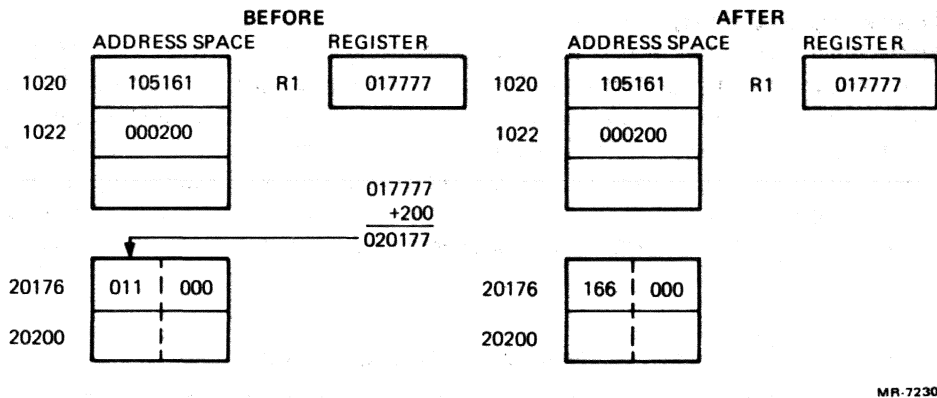 BEFORE AFTER
ADDRESS SPACE REGISTER ADDRESS SPACE REGISTER
1020 105161 R1 017777 1020 105161 R1 017777
1022 000200 1022 000200
017777
+200
020177
20176 011 000 20176 166 000
20200 20200
MR-7230